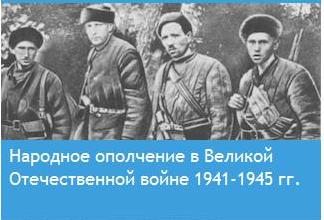 Народное ополчение в Великой
Отечественной войне 1941-1945 гг.